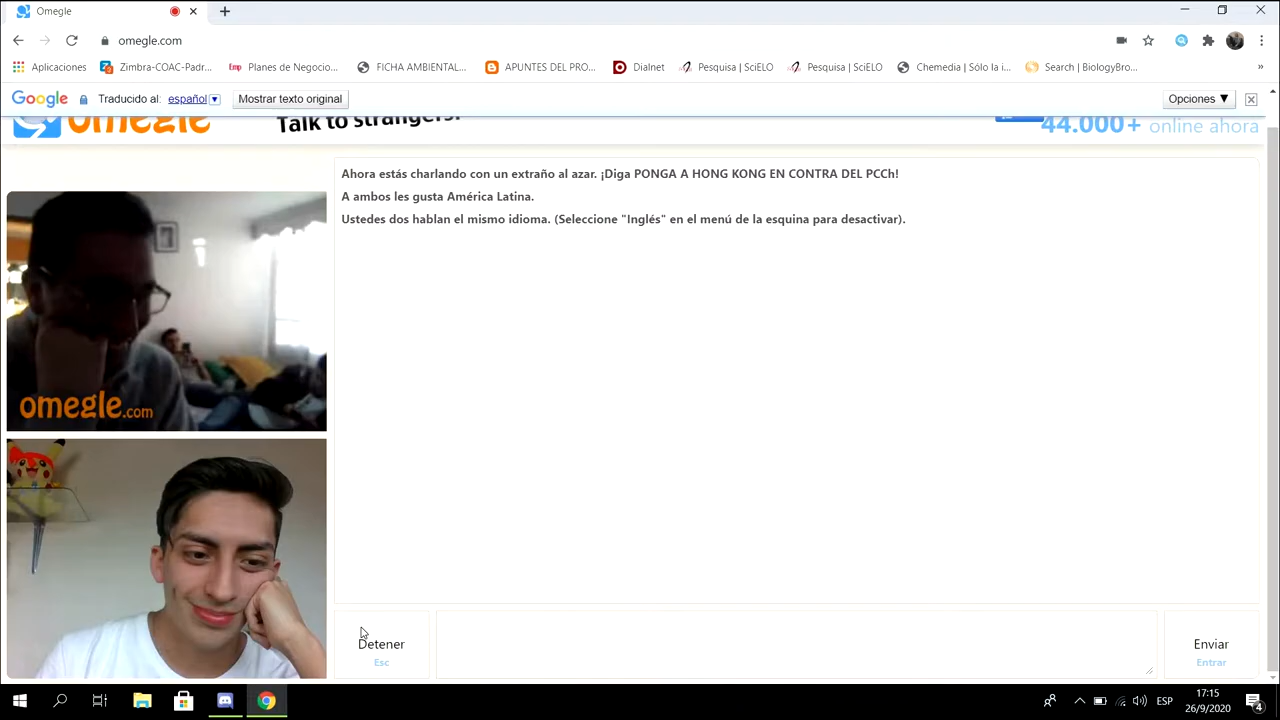 Omegle
omegle.com
Aplicaciones
Zimbra-COAC-Padr...
Planes de Negocio...
FICHA AMBIENTAL...
APUNTES DEL PRO...
Dialnet
Pesquisa | SciELO
Pesquisa | SciELO
Chemedia | Sólo la i...
Search | BiologyBro...
»
Google
Traducido al: español
Mostrar texto original
Opciones ▼
omegle
Talk to strangers!
44.000+ online ahora
Ahora estás charlando con un extraño al azar. ¡Diga PONGA A HONG KONG EN CONTRA DEL PCCh!
A ambos les gusta América Latina.
Ustedes dos hablan el mismo idioma. (Seleccione "Inglés" en el menú de la esquina para desactivar).
omegle.com
Detener
Esc
Enviar
Entrar
ESP
17:15
26/9/2020
4